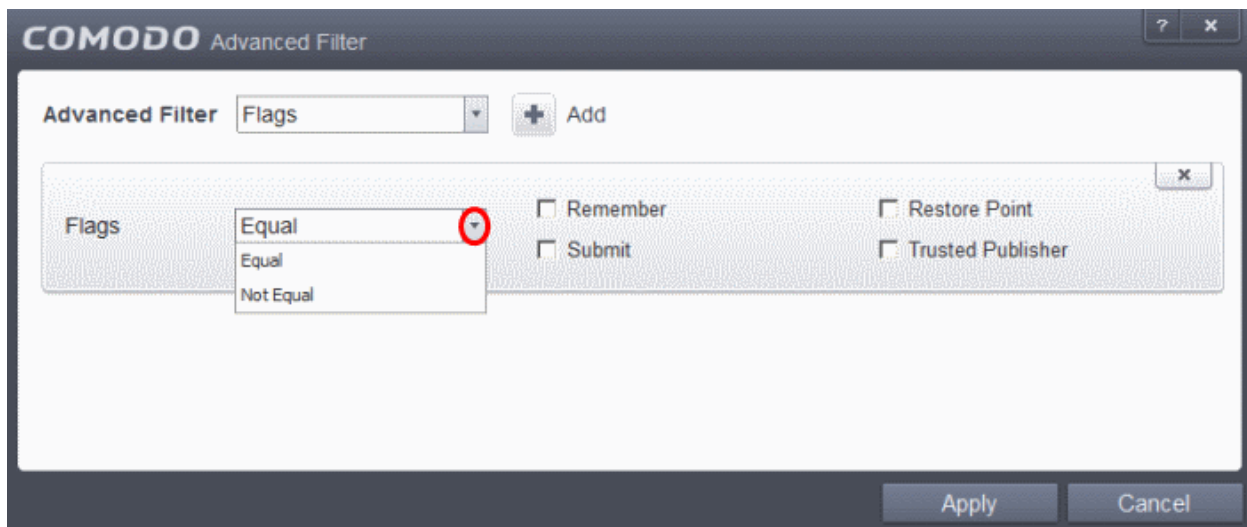 COMODO Advanced Filter ? x
Advanced Filter Flags + Add
x
Flags Equal Remember Restore Point
Equal Submit Trusted Publisher
Not Equal
Apply Cancel